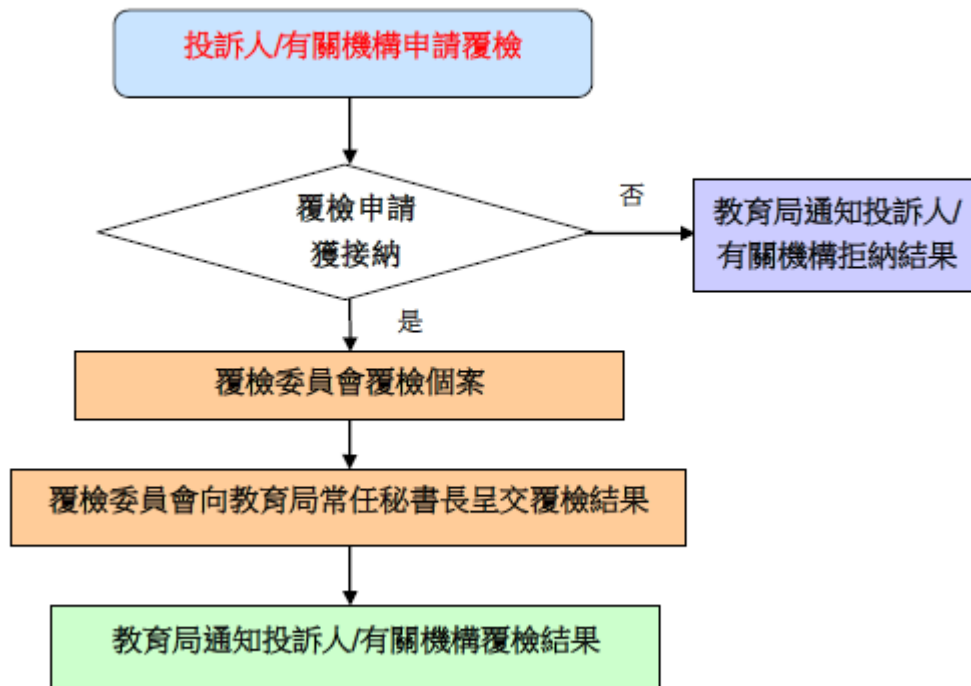 投訴人/有關機構申請覆檢
覆檢申請
獲接納
否
教育局通知投訴人/
有關機構拒納結果
是
覆檢委員會覆檢個案
覆檢委員會向教育局常任秘書長呈交覆檢結果
教育局通知投訴人/有關機構覆檢結果